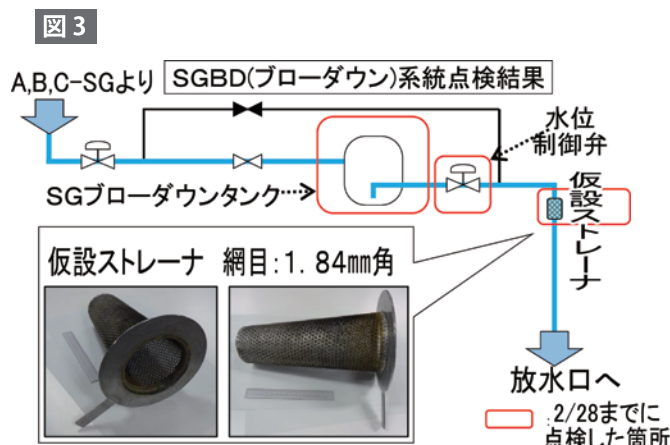 図3
SGBD(ブローダウン)系統点検結果
A,B,C-SGより
水位
制御弁
SGブローダウンタンク
仮設ストレーナ
仮設ストレーナ 網目:1.84㎜角
放水口へ
:2/28までに
点検した箇所